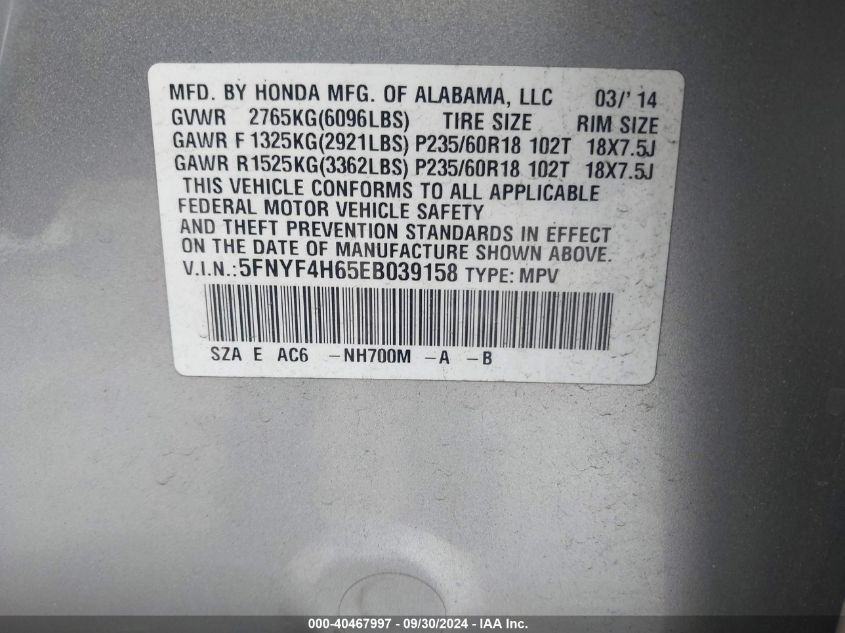 MFD. BY HONDA MFG. OF ALABAMA, LLC 03/' 14
GVWR 2765KG(6096LBS) TIRE SIZE RIM SIZE
GAWR F 1325KG(2921LBS) P235/60R18 102T 18X7.5J
GAWR R1525KG(3362LBS) P235/60R18 102T 18X7.5J
THIS VEHICLE CONFORMS TO ALL APPLICABLE
FEDERAL MOTOR VEHICLE SAFETY
AND THEFT PREVENTION STANDARDS IN EFFECT
ON THE DATE OF MANUFACTURE SHOWN ABOVE.
V.I.N.:5FNYF4H65EB039158 TYPE: MPV
SZA E AC6 -NH700M -A -B
000-40467997 - 09/30/2024 - IAA Inc.